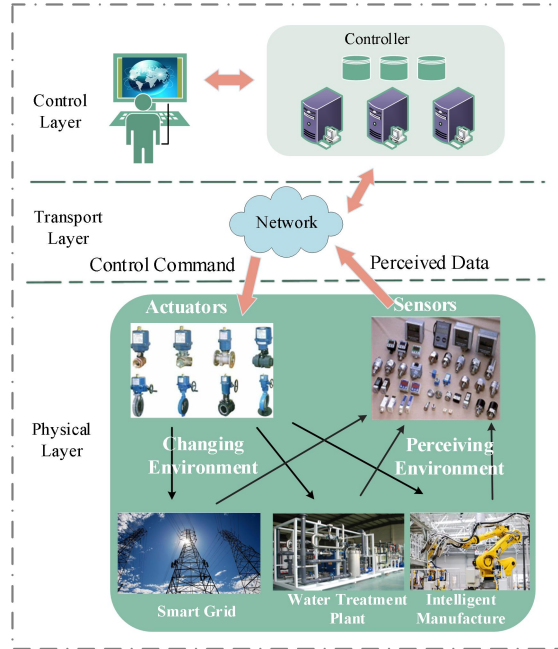 Controller
Control
Layer
Transport
Layer
Network
Control Command
Perceived Data
Actuators
Sensors
Physical
Layer
Changing
Environment
Perceiving
Environment
Smart Grid
Water Treatment
Plant
Intelligent
Manufacture